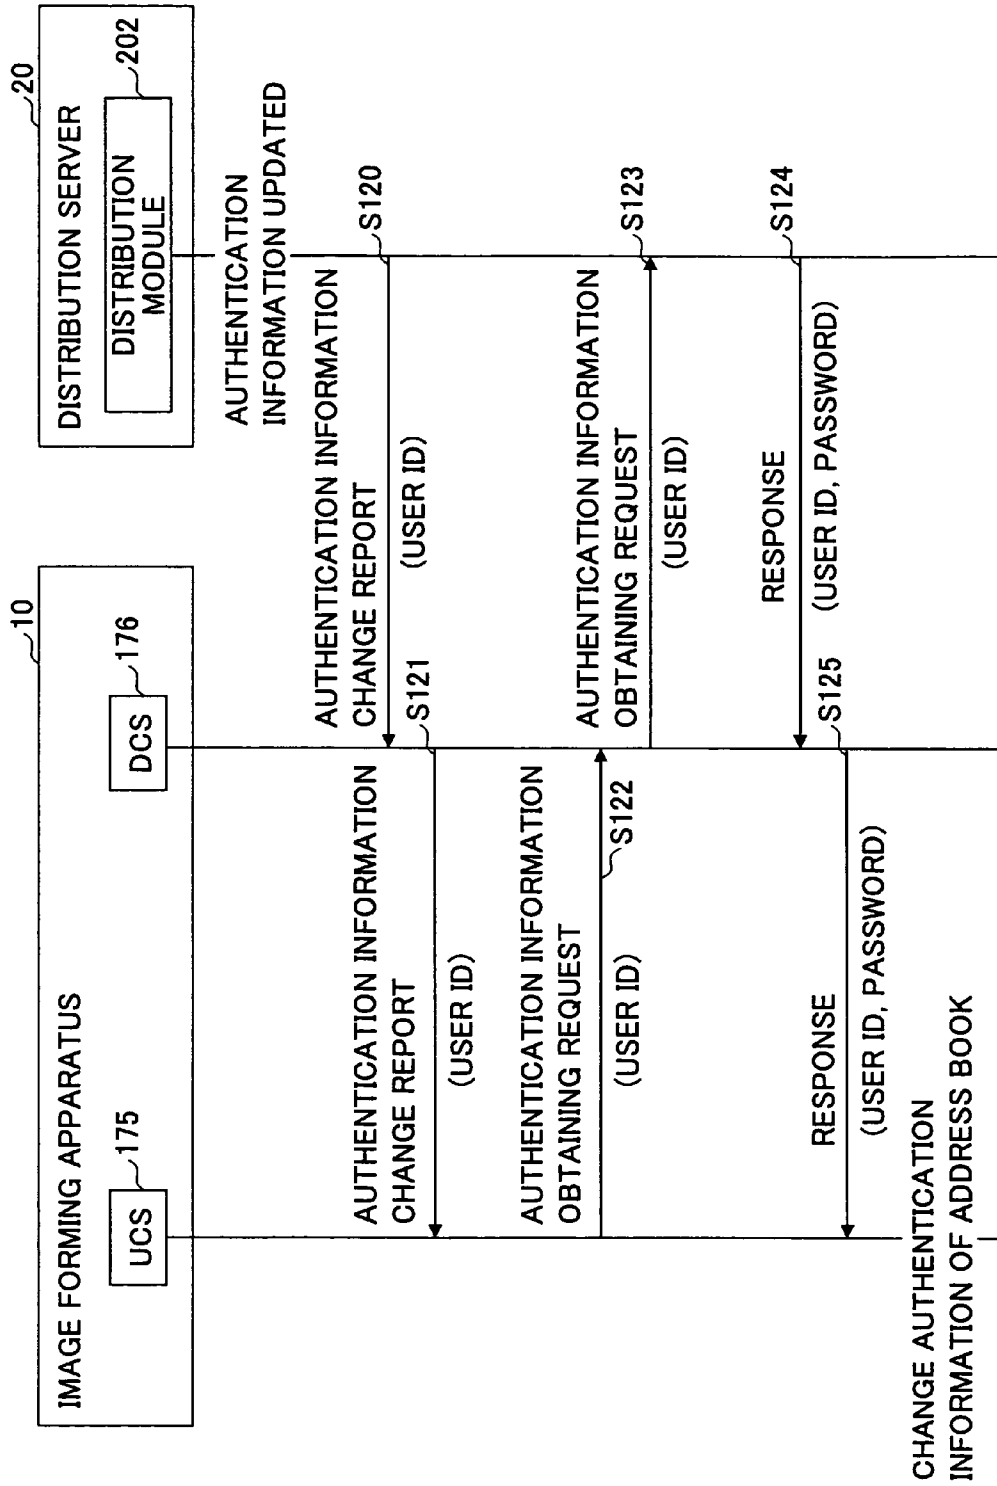 10
IMAGE FORMING APPARATUS
UCS
175
DCS
176
20
DISTRIBUTION SERVER
DISTRIBUTION
MODULE
202
AUTHENTICATION
INFORMATION UPDATED
AUTHENTICATION INFORMATION
CHANGE REPORT
(USER ID)
S120
AUTHENTICATION INFORMATION
CHANGE REPORT
(USER ID)
S121
AUTHENTICATION INFORMATION
OBTAINING REQUEST
(USER ID)
S122
AUTHENTICATION INFORMATION
OBTAINING REQUEST
(USER ID)
S123
RESPONSE
(USER ID, PASSWORD)
S124
RESPONSE
(USER ID, PASSWORD)
S125
CHANGE AUTHENTICATION
INFORMATION OF ADDRESS BOOK